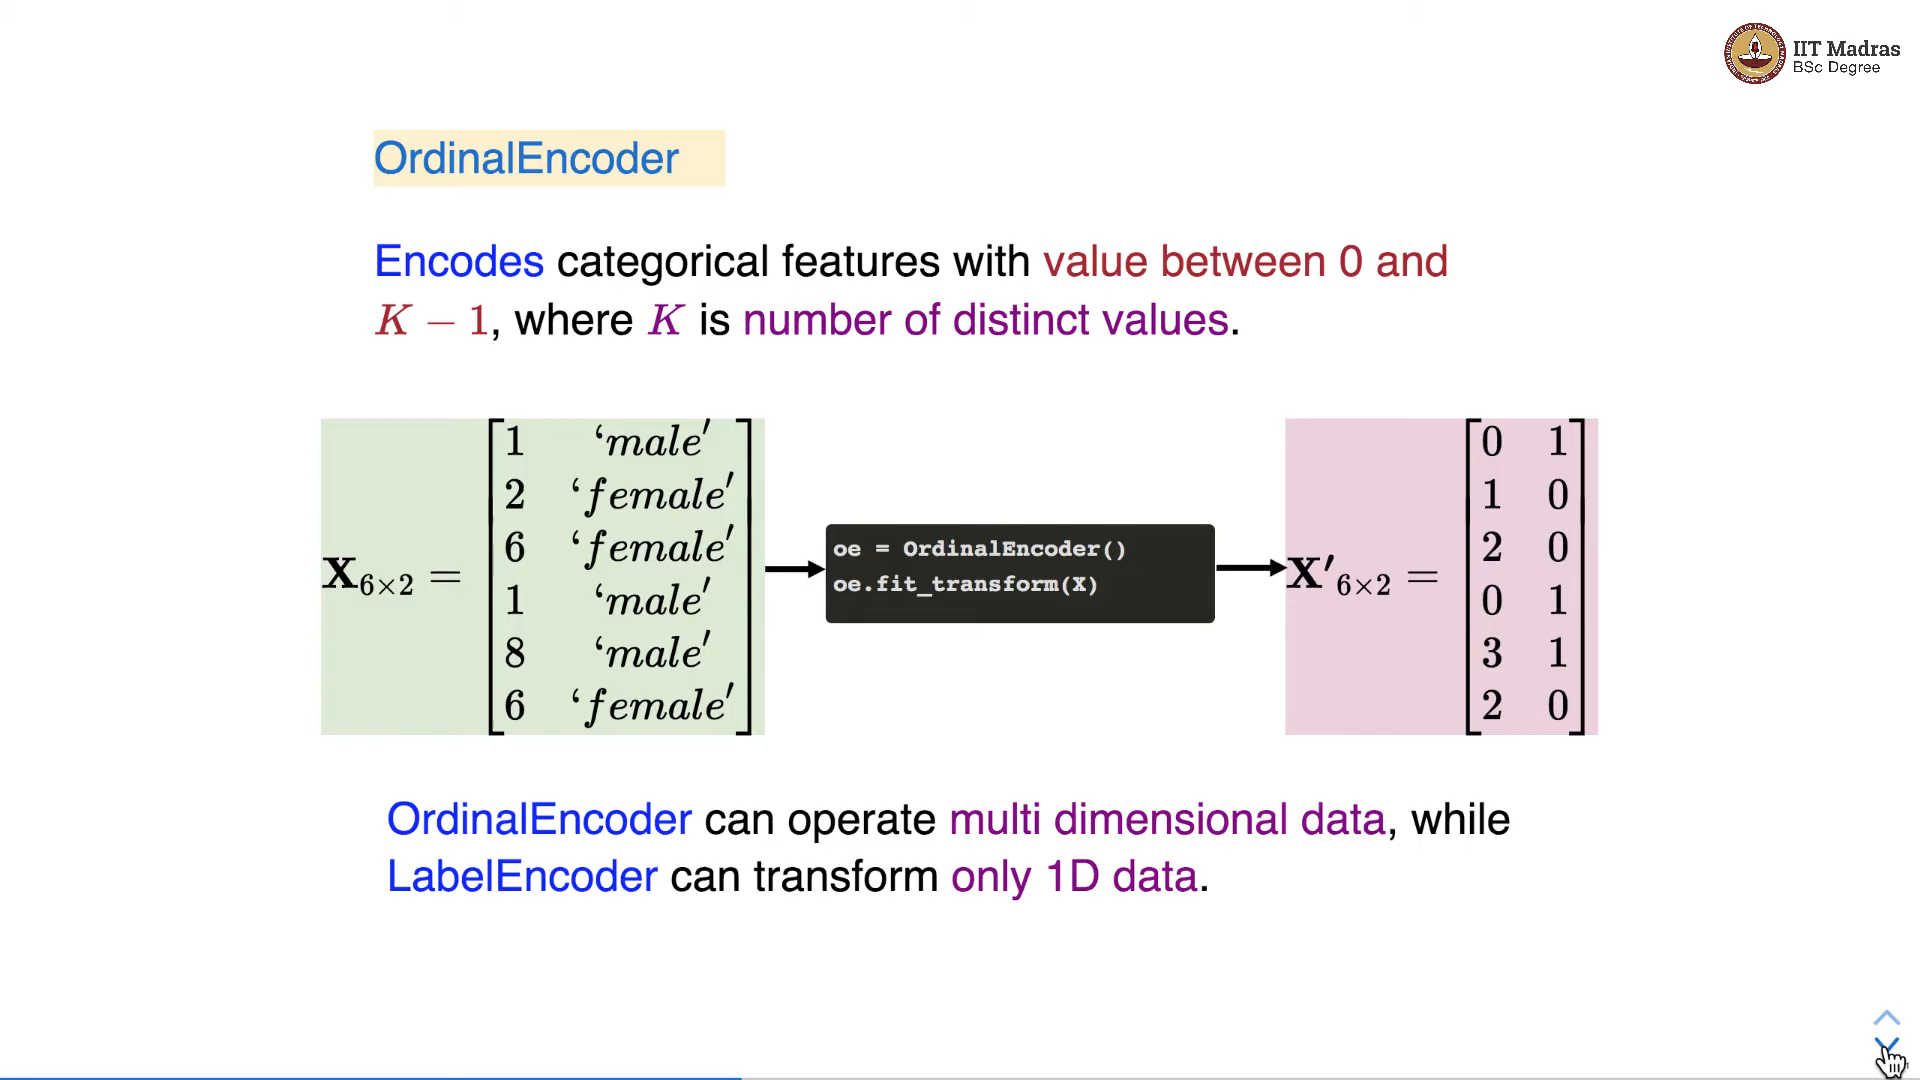 IIT Madras
BSc Degree
OrdinalEncoder
Encodes categorical features with value between 0 and
K − 1, where K is number of distinct values.
X₆ₓ₂ =
1 ‘male′
2 ‘female′
6 ‘female′
1 ‘male′
8 ‘male′
6 ‘female′
oe = OrdinalEncoder()
oe.fit_transform(X)
X′₆ₓ₂ =
0 1
1 0
2 0
0 1
3 1
2 0
OrdinalEncoder can operate multi dimensional data, while
LabelEncoder can transform only 1D data.